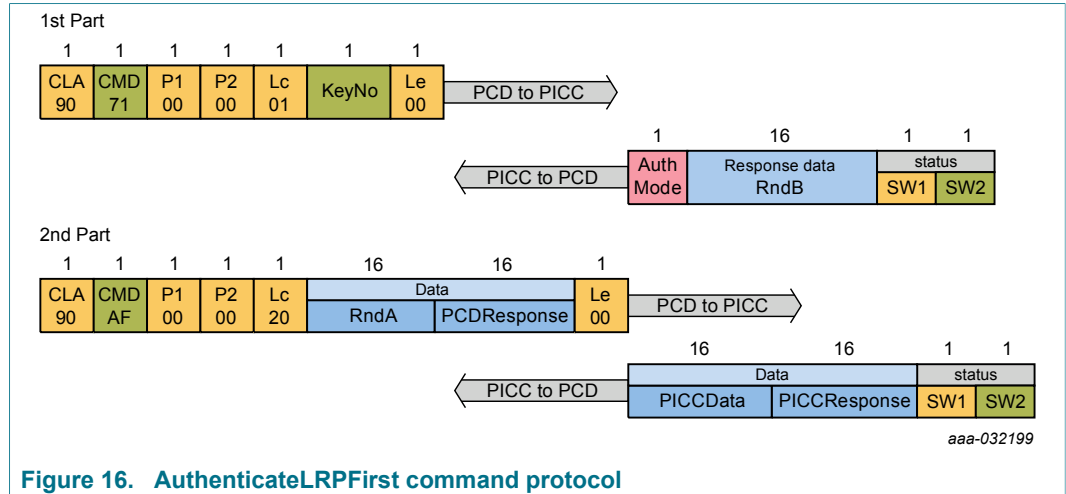 1st Part
1 1 1 1 1 1 1
CLA CMD P1 P2 Lc KeyNo Le
90 71 00 00 01 00
PCD to PICC
1 16 1 1
Auth Mode Response data RndB status
PICC to PCD
SW1 SW2
2nd Part
1 1 1 1 1 16 16 1
CLA CMD P1 P2 Lc Data Le
90 AF 00 00 20 RndA PCDResponse 00
PCD to PICC
16 16 1 1
Data status
PICC to PCD
PICCData PICCResponse SW1 SW2
aaa-032199
Figure 16. AuthenticateLRPFirst command protocol